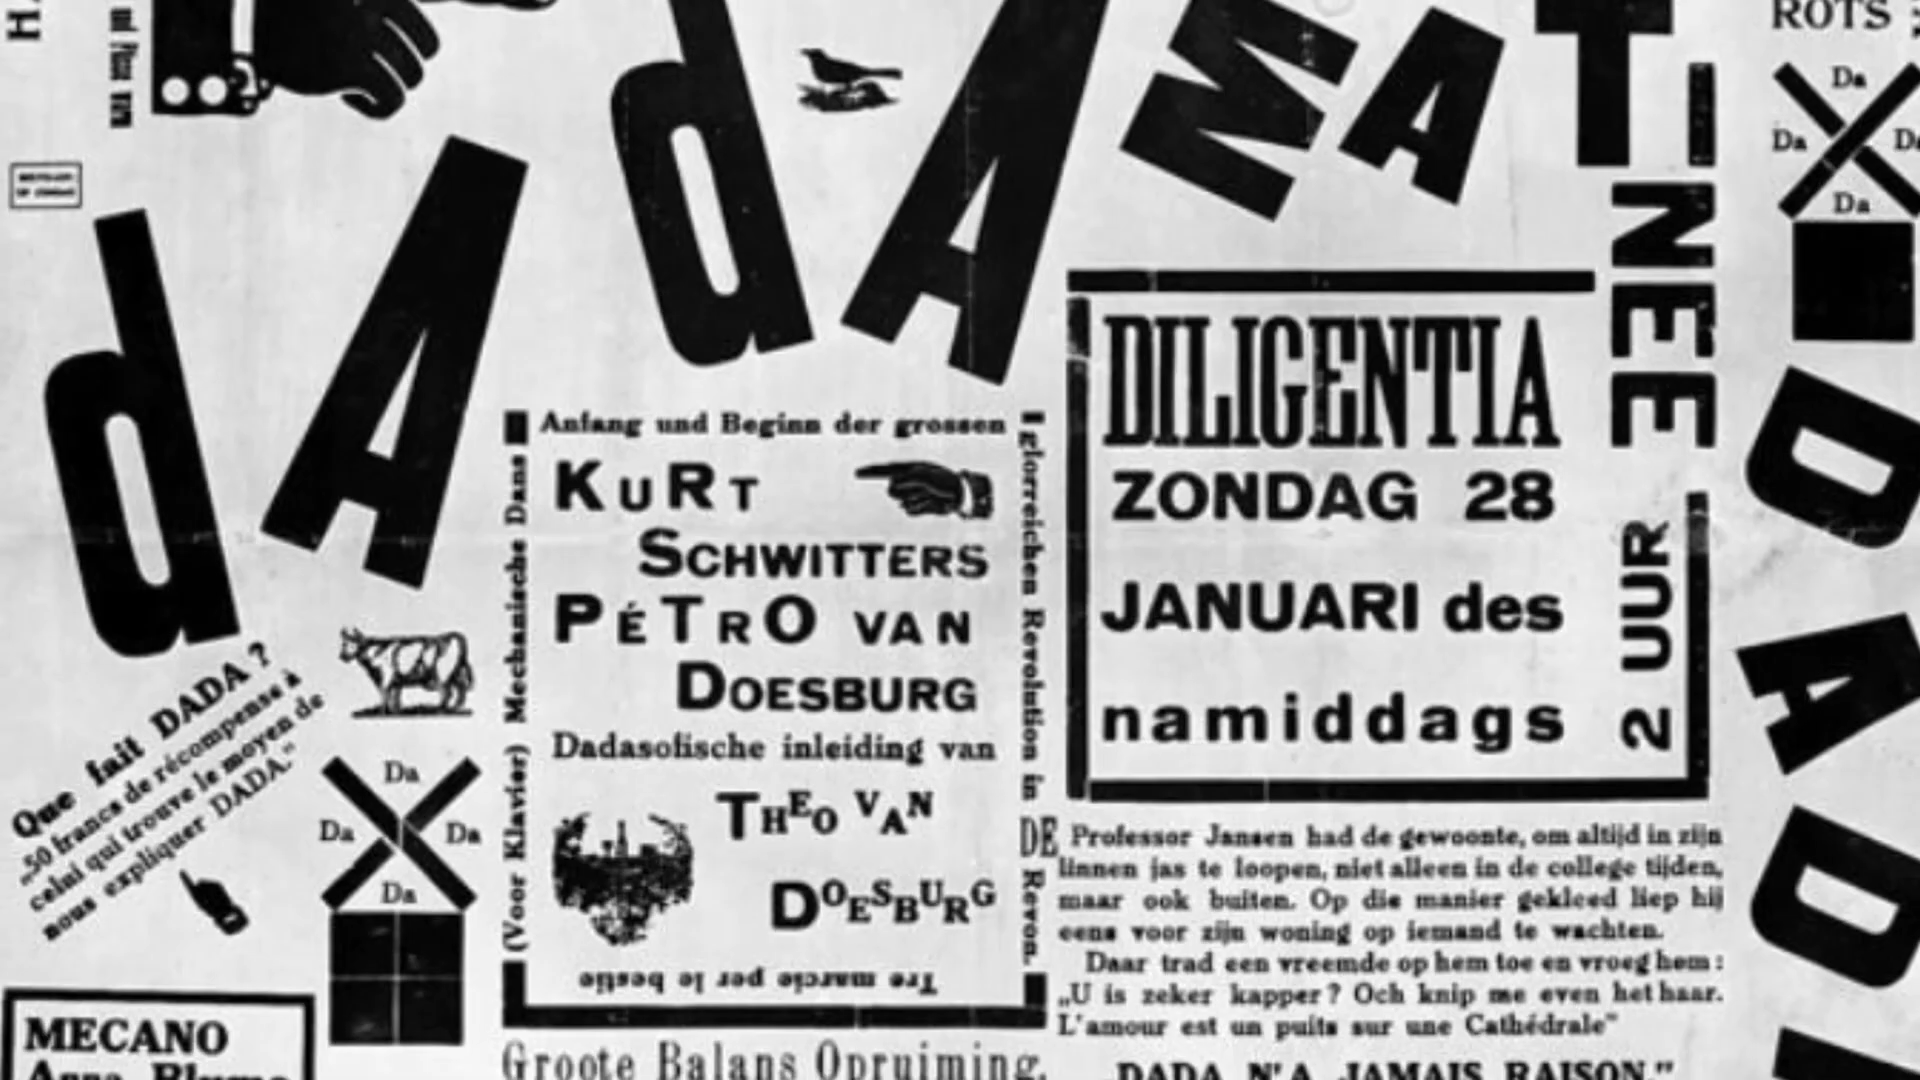 H
ROTS
dA
dA
MA
T
I
NEE
Da
Da
Da
DADA
DILIGENTIA
ZONDAG 28
JANUARI des
namiddags
2 UUR
Anfang und Beginn der grossen
glorreichen Revolution in Revon.
(Voor Klavier) Mechanische Dans
KURT
SCHWITTERS
PÉTRO VAN
DOESBURG
Dadasofische inleiding van
THEO VAN
DOESBURG
Tre marcie per le bestie
Que fait DADA ?
„50 francs de récompense à
celui qui trouve le moyen de
nous expliquer DADA.”
Da
Da
Da
Da
DE Professor Jansen had de gewoonte, om altijd in zijn
linnen jas te loopen, niet alleen in de college tijden,
maar ook buiten. Op die manier gekleed liep hij
eens voor zijn woning op iemand te wachten.
Daar trad een vreemde op hem toe en vroeg hem :
„U is zeker kapper ? Och knip me even het haar.
L'amour est un puits sur une Cathédrale”
MECANO
Groote Balans Opruiming.
DADA N'A JAMAIS RAISON.”